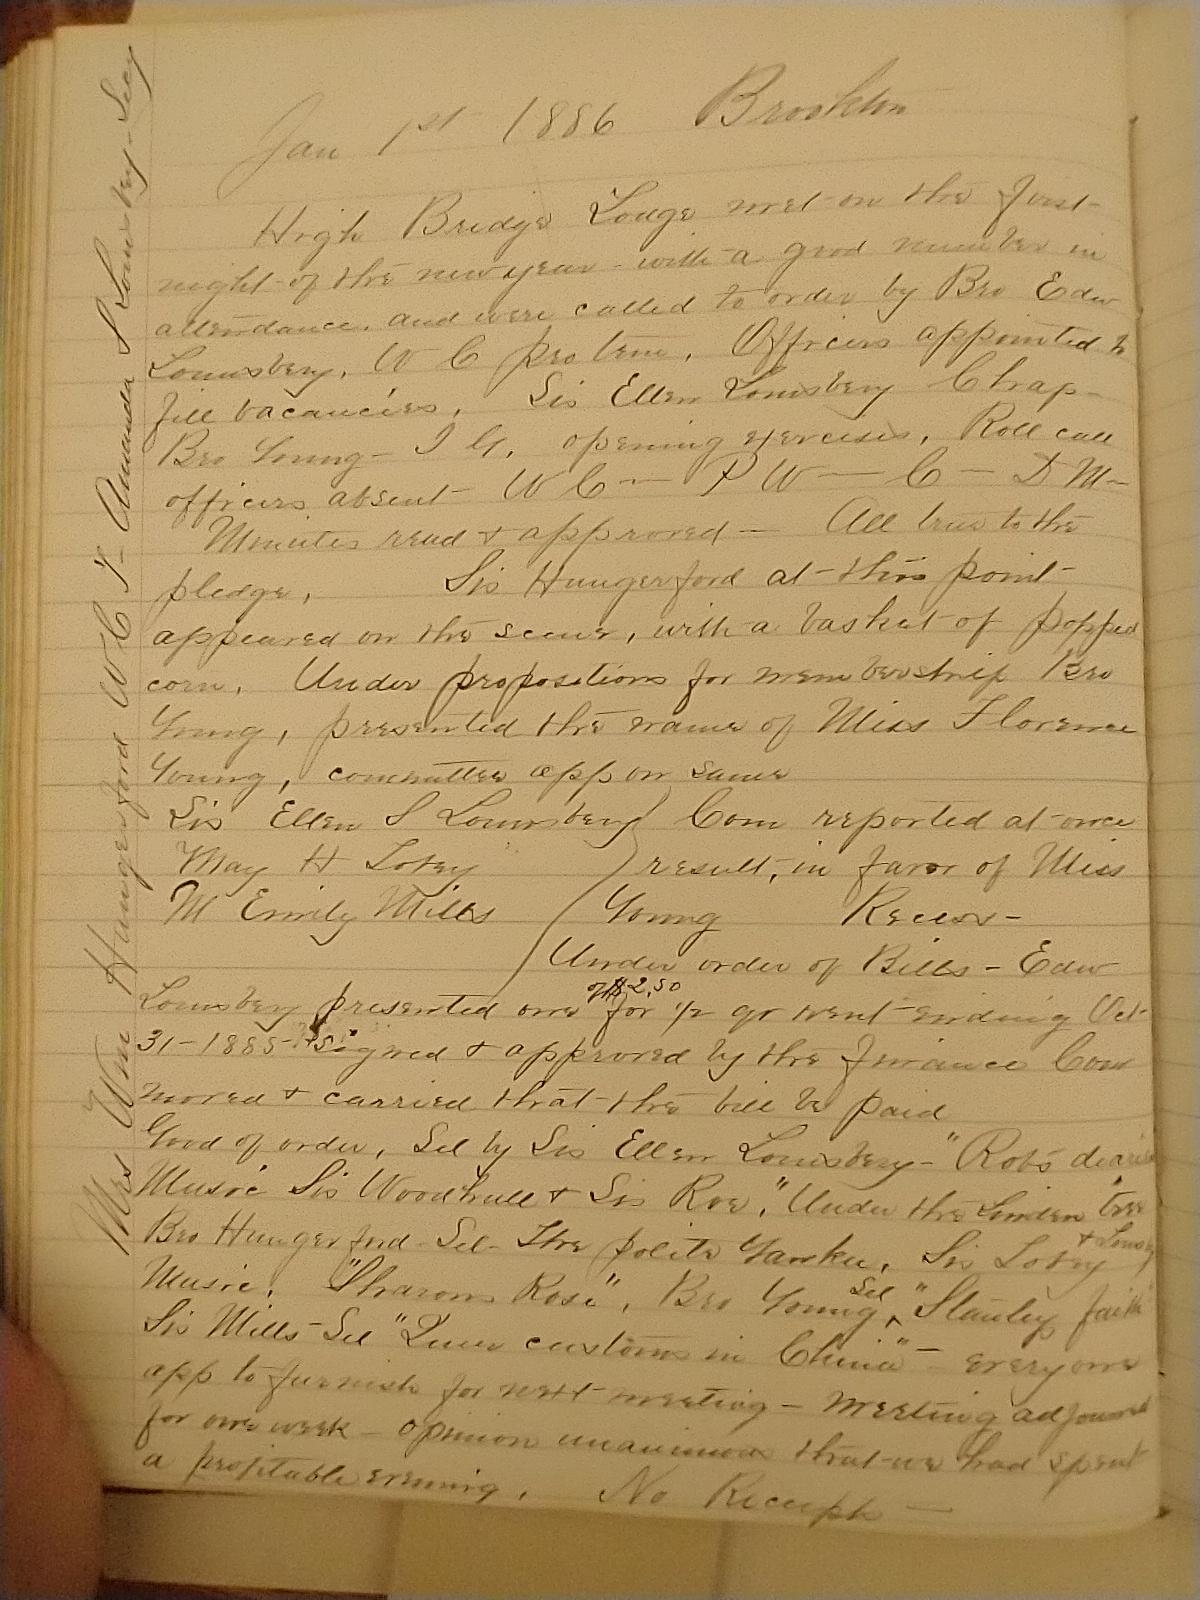 Jan 1st 1886 Brookton
High Bridge Lodge met on the first
night of the new year - with a good number in
attendance. and were called to order by Bro Edw
Lounsbery, W C pro tem. Officers appointed to
fill vacancies, Sis Ellen Lounsbery Chap-
Bro Young - I G, opening exercises, Roll call
officers absent - W C - P W - C - D M -
Minutes read + approved - All true to the
pledge, Sis Hungerford at this point
appeared on the scene, with a basket of popped
corn. Under propositions for membership Bro
Young, presented the name of Miss Florence
Young, committee app on same
Sis Ellen S Lounsbery } Com reported at once
May H Lotey result, in favor of Miss
M Emily Mills Young Recess -
Under order of Bills - Edw
Lounsbery presented one of $2.50 for 1/2 qr rent ending Oct
31 - 1885 - signed + approved by the finance Com
moved + carried that the bill be paid
Good of order, Sel by Sis Ellen Lounsbery - "Rob's
Music Sis Woodhull + Sis Roe, "Under the Linden tree"
Bro Hungerford - Sel - The polite Yankee, Sis Lotey + Lounsby
Music, "Sharons Rose", Bro Young Sel, "Stanley faith"
Sis Mills - Sel "Queer customs in China" - everyone
app to furnish for next meeting - meeting adjourned
for one week - opinion unanimous that we had spent
a profitable evening, No Receipts -
Mrs Wm Hungerford W C T - Amanda S Lounsbery - Secy